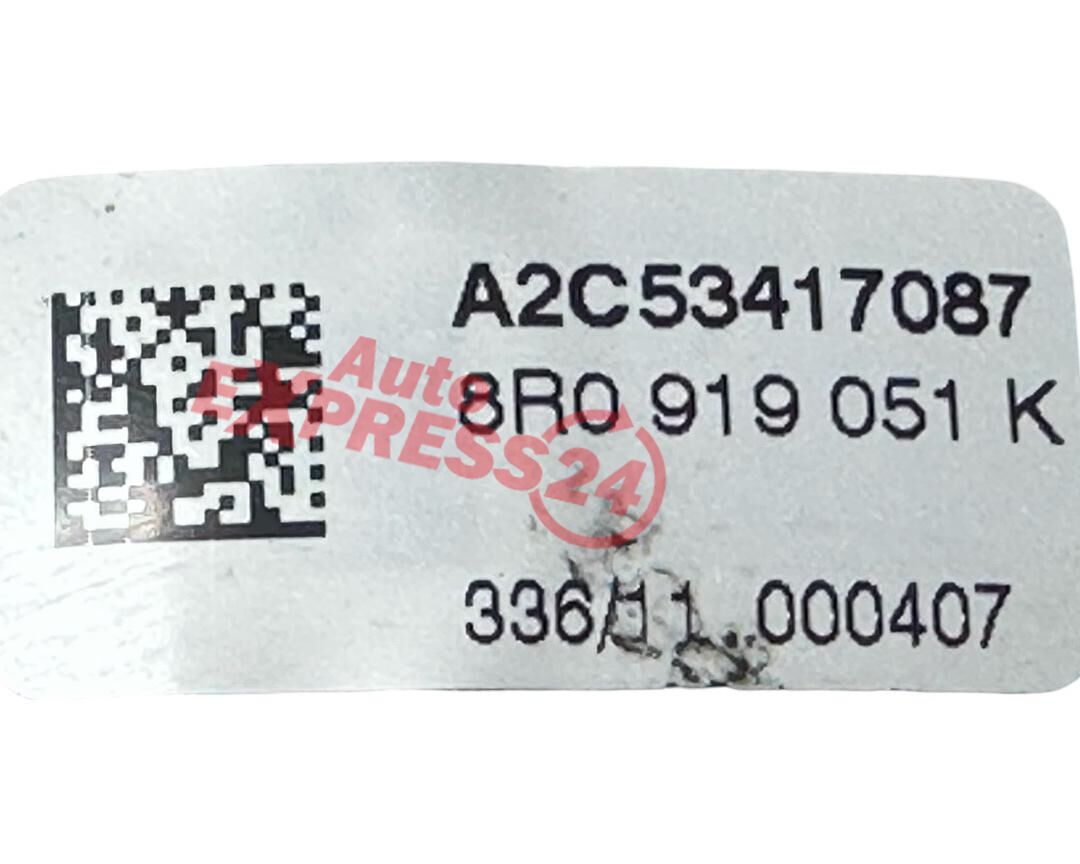 A2C53417087
8R0 919 051 K
Auto
EXPRESS24
336/11 000407